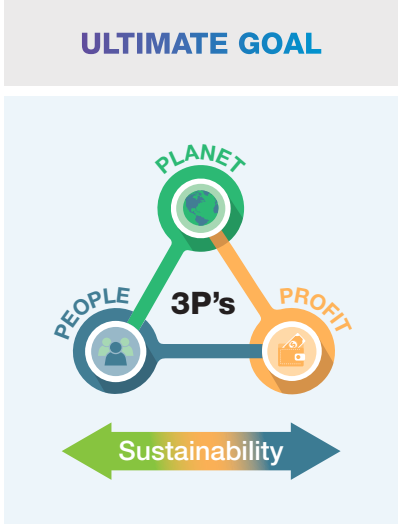 ULTIMATE GOAL
PLANET
3P's
PEOPLE
PROFIT
Sustainability